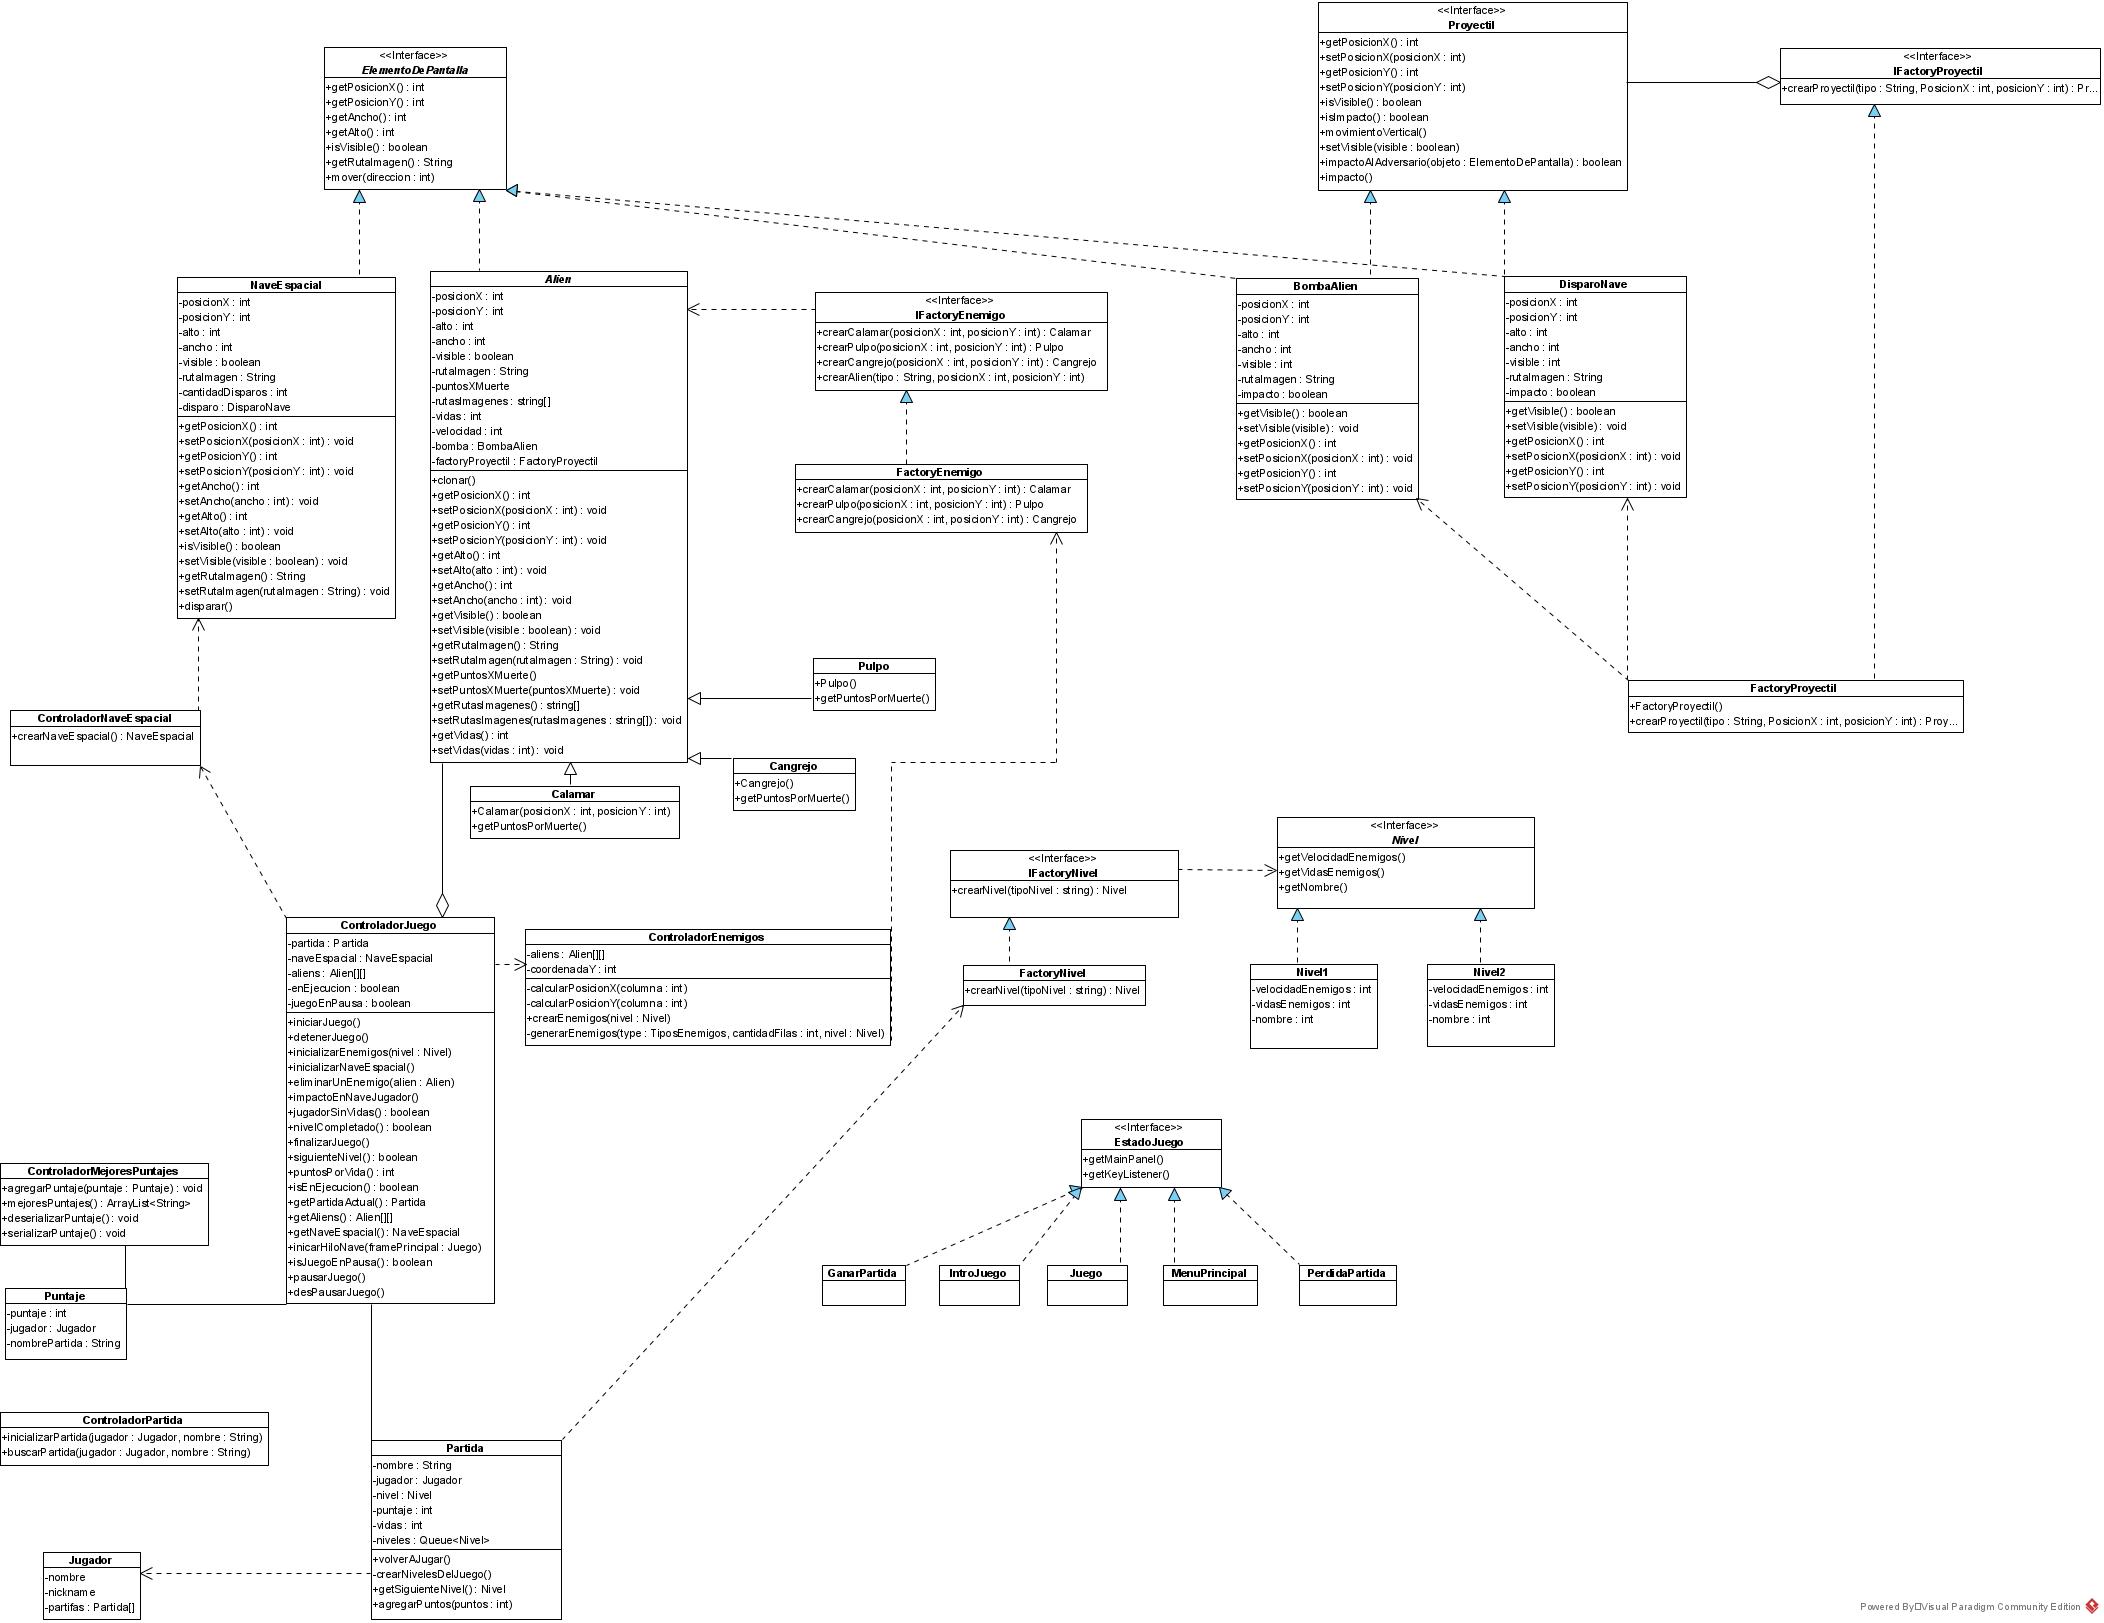 <<Interface>>
ElementoDePantalla
+getPosicionX() : int
+getPosicionY() : int
+getAncho() : int
+getAlto() : int
+isVisible() : boolean
+getRutaImagen() : String
+mover(direccion : int)
<<Interface>>
Proyectil
+getPosicionX() : int
+setPosicionX(posicionX : int)
+getPosicionY() : int
+setPosicionY(posicionY : int)
+isVisible() : boolean
+isImpacto() : boolean
+movimientoVertical()
+setVisible(visible : boolean)
+impactoAlAdversario(objeto : ElementoDePantalla) : boolean
+impacto()
<<Interface>>
IFactoryProyectil
+crearProyectil(tipo : String, PosicionX : int, posicionY : int) : Pr...
NaveEspacial
-posicionX : int
-posicionY : int
-alto : int
-ancho : int
-visible : boolean
-rutaImagen : String
-cantidadDisparos : int
-disparo : DisparoNave
+getPosicionX() : int
+setPosicionX(posicionX : int) : void
+getPosicionY() : int
+setPosicionY(posicionY : int) : void
+getAncho() : int
+setAncho(ancho : int) : void
+getAlto() : int
+setAlto(alto : int) : void
+isVisible() : boolean
+setVisible(visible : boolean) : void
+getRutaImagen() : String
+setRutaImagen(rutaImagen : String) : void
+disparar()
Alien
-posicionX : int
-posicionY : int
-alto : int
-ancho : int
-visible : boolean
-rutaImagen : String
-puntosXMuerte
-rutasImagenes : string[]
-vidas : int
-velocidad : int
-bomba : BombaAlien
-factoryProyectil : FactoryProyectil
+clonar()
+getPosicionX() : int
+setPosicionX(posicionX : int) : void
+getPosicionY() : int
+setPosicionY(posicionY : int) : void
+getAlto() : int
+setAlto(alto : int) : void
+getAncho() : int
+setAncho(ancho : int) : void
+getVisible() : boolean
+setVisible(visible : boolean) : void
+getRutaImagen() : String
+setRutaImagen(rutaImagen : String) : void
+getPuntosXMuerte()
+setPuntosXMuerte(puntosXMuerte) : void
+getRutasImagenes() : string[]
+setRutasImagenes(rutasImagenes : string[]) : void
+getVidas() : int
+setVidas(vidas : int) : void
<<Interface>>
IFactoryEnemigo
+crearCalamar(posicionX : int, posicionY : int) : Calamar
+crearPulpo(posicionX : int, posicionY : int) : Pulpo
+crearCangrejo(posicionX : int, posicionY : int) : Cangrejo
+crearAlien(tipo : String, posicionX : int, posicionY : int)
FactoryEnemigo
+crearCalamar(posicionX : int, posicionY : int) : Calamar
+crearPulpo(posicionX : int, posicionY : int) : Pulpo
+crearCangrejo(posicionX : int, posicionY : int) : Cangrejo
BombaAlien
-posicionX : int
-posicionY : int
-alto : int
-ancho : int
-visible : int
-rutaImagen : String
-impacto : boolean
+getVisible() : boolean
+setVisible(visible) : void
+getPosicionX() : int
+setPosicionX(posicionX : int) : void
+getPosicionY() : int
+setPosicionY(posicionY : int) : void
DisparoNave
-posicionX : int
-posicionY : int
-alto : int
-ancho : int
-visible : int
-rutaImagen : String
-impacto : boolean
+getVisible() : boolean
+setVisible(visible) : void
+getPosicionX() : int
+setPosicionX(posicionX : int) : void
+getPosicionY() : int
+setPosicionY(posicionY : int) : void
Pulpo
+Pulpo()
+getPuntosPorMuerte()
FactoryProyectil
+FactoryProyectil()
+crearProyectil(tipo : String, PosicionX : int, posicionY : int) : Proy...
ControladorNaveEspacial
+crearNaveEspacial() : NaveEspacial
Cangrejo
+Cangrejo()
+getPuntosPorMuerte()
Calamar
+Calamar(posicionX : int, posicionY : int)
+getPuntosPorMuerte()
<<Interface>>
Nivel
+getVelocidadEnemigos()
+getVidasEnemigos()
+getNombre()
<<Interface>>
IFactoryNivel
+crearNivel(tipoNivel : string) : Nivel
ControladorJuego
-partida : Partida
-naveEspacial : NaveEspacial
-aliens : Alien[][]
-enEjecucion : boolean
-juegoEnPausa : boolean
+iniciarJuego()
+detenerJuego()
+inicializarEnemigos(nivel : Nivel)
+inicializarNaveEspacial()
+eliminarUnEnemigo(alien : Alien)
+impactoEnNaveJugador()
+jugadorSinVidas() : boolean
+nivelCompletado() : boolean
+finalizarJuego()
+siguienteNivel() : boolean
+puntosPorVida() : int
+isEnEjecucion() : boolean
+getPartidaActual() : Partida
+getAliens() : Alien[][]
+getNaveEspacial() : NaveEspacial
+inicarHiloNave(framePrincipal : Juego)
+isJuegoEnPausa() : boolean
+pausarJuego()
+desPausarJuego()
ControladorEnemigos
-aliens : Alien[][]
-coordenadaY : int
-calcularPosicionX(columna : int)
-calcularPosicionY(columna : int)
+crearEnemigos(nivel : Nivel)
-generarEnemigos(type : TiposEnemigos, cantidadFilas : int, nivel : Nivel)
FactoryNivel
+crearNivel(tipoNivel : string) : Nivel
Nivel1
-velocidadEnemigos : int
-vidasEnemigos : int
-nombre : int
Nivel2
-velocidadEnemigos : int
-vidasEnemigos : int
-nombre : int
<<Interface>>
EstadoJuego
+getMainPanel()
+getKeyListener()
ControladorMejoresPuntajes
+agregarPuntaje(puntaje : Puntaje) : void
+mejoresPuntajes() : ArrayList<String>
+deserializarPuntaje() : void
+serializarPuntaje() : void
GanarPartida
IntroJuego
Juego
MenuPrincipal
PerdidaPartida
Puntaje
-puntaje : int
-jugador : Jugador
-nombrePartida : String
ControladorPartida
+inicializarPartida(jugador : Jugador, nombre : String)
+buscarPartida(jugador : Jugador, nombre : String)
Partida
-nombre : String
-jugador : Jugador
-nivel : Nivel
-puntaje : int
-vidas : int
-niveles : Queue<Nivel>
+volverAJugar()
-crearNivelesDelJuego()
+getSiguienteNivel() : Nivel
+agregarPuntos(puntos : int)
Jugador
-nombre
-nickname
-partifas : Partida[]
Powered By Visual Paradigm Community Edition